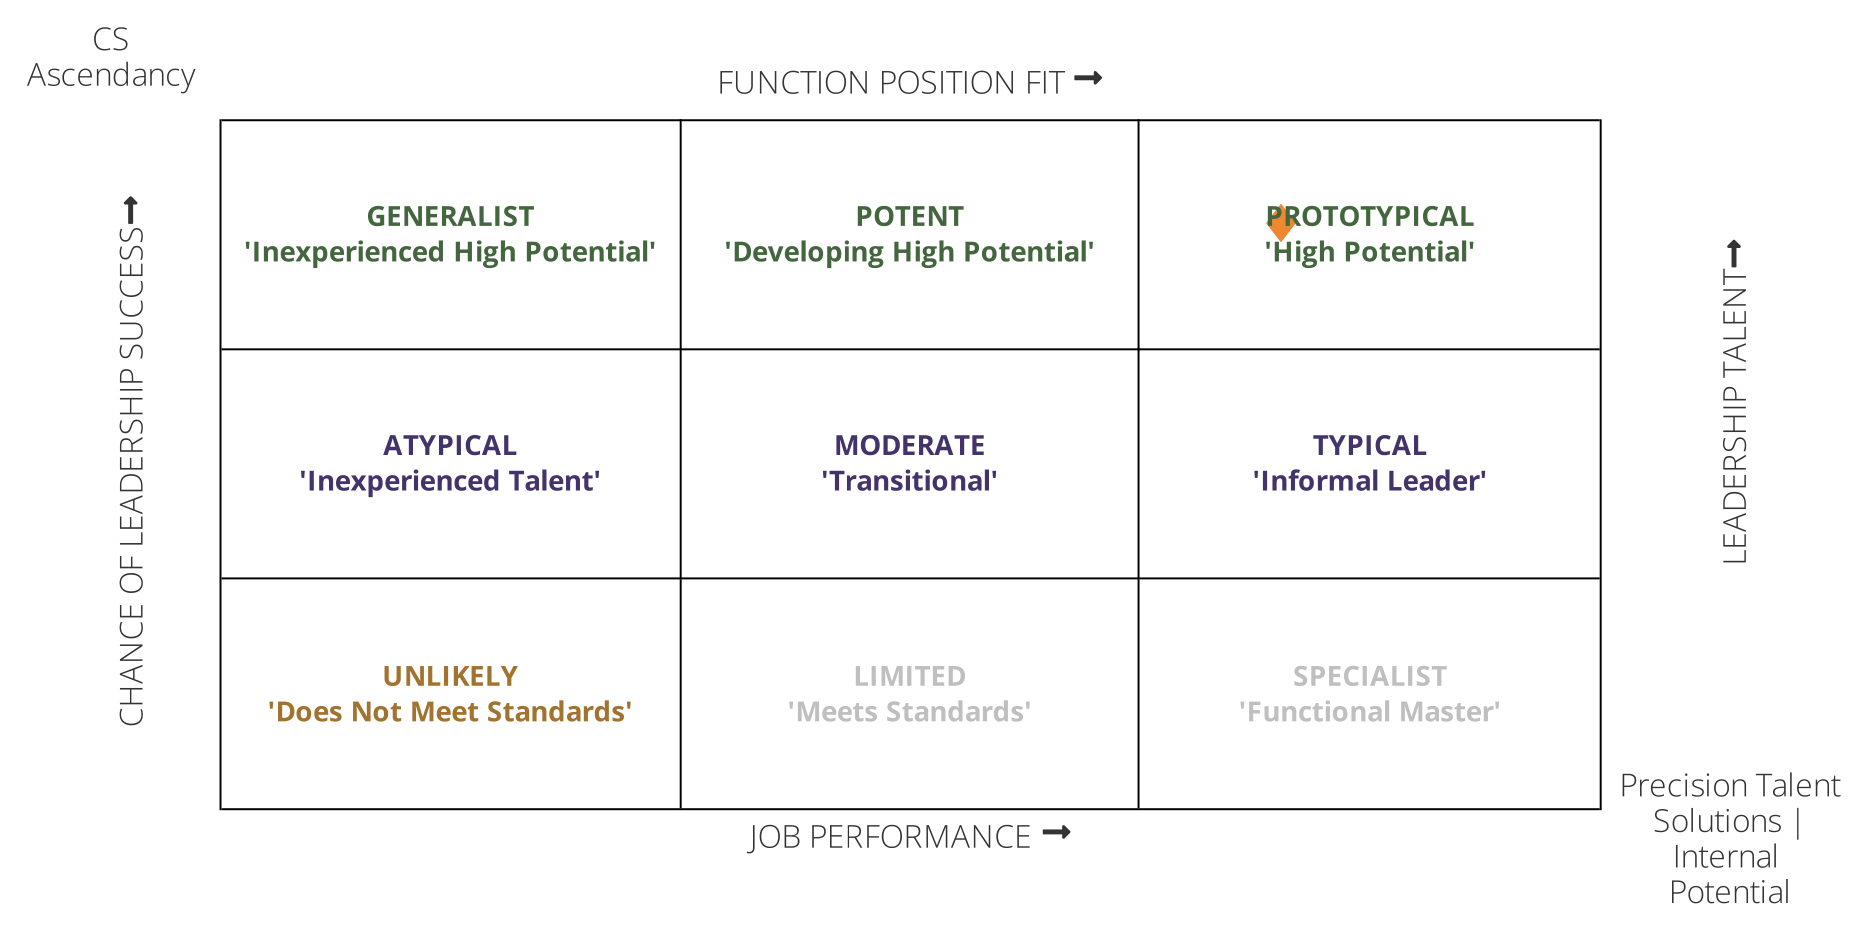 CS
Ascendancy
FUNCTION POSITION FIT
CHANCE OF LEADERSHIP SUCCESS
GENERALIST
'Inexperienced High Potential'
POTENT
'Developing High Potential'
PROTOTYPICAL
'High Potential'
ATYPICAL
'Inexperienced Talent'
MODERATE
'Transitional'
TYPICAL
'Informal Leader'
UNLIKELY
'Does Not Meet Standards'
LIMITED
'Meets Standards'
SPECIALIST
'Functional Master'
LEADERSHIP TALENT
JOB PERFORMANCE
Precision Talent
Solutions |
Internal
Potential